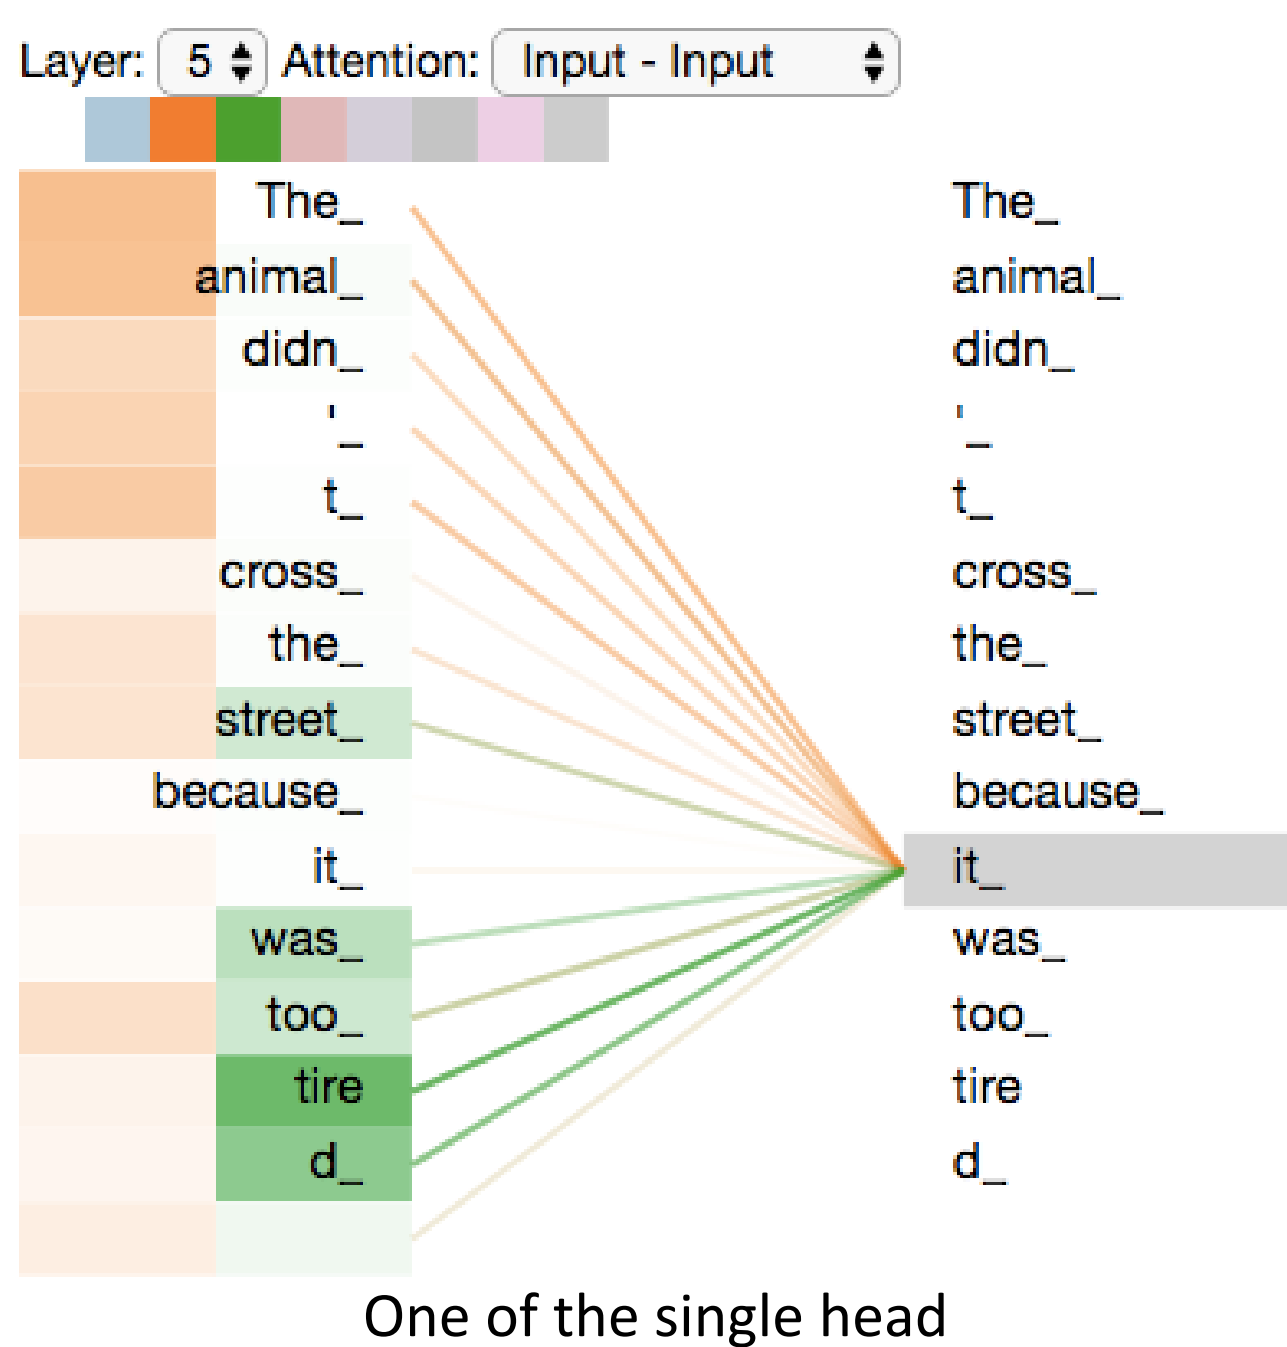 Layer: 5 Attention: Input - Input
The_ The_
animal_ animal_
didn_ didn_
'_ '_
t_ t_
cross_ cross_
the_ the_
street_ street_
because_ because_
it_ it_
was_ was_
too_ too_
tire tire
d_ d_
One of the single head